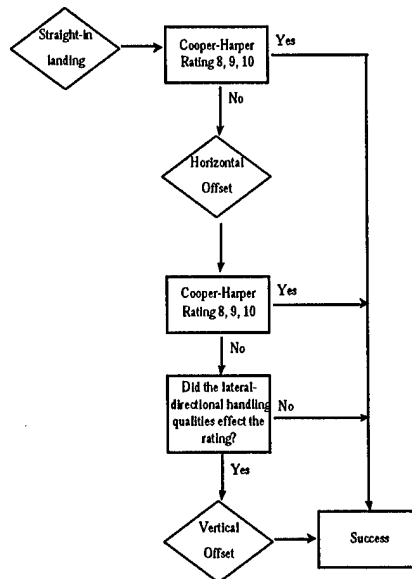 Straight-in
landing
Cooper-Harper
Rating 8, 9, 10
Yes
No
Horizontal
Offset
Cooper-Harper
Rating 8, 9, 10
Yes
No
Did the lateral-
directional handling
qualities effect the
rating?
No
Yes
Vertical
Offset
Success